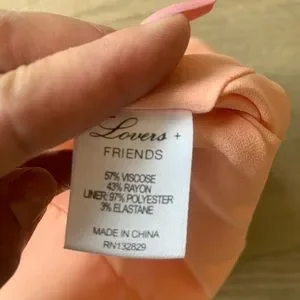 Lovers +
FRIENDS
57% VISCOSE
43% RAYON
LINER: 97% POLYESTER
3% ELASTANE
MADE IN CHINA
RN132829